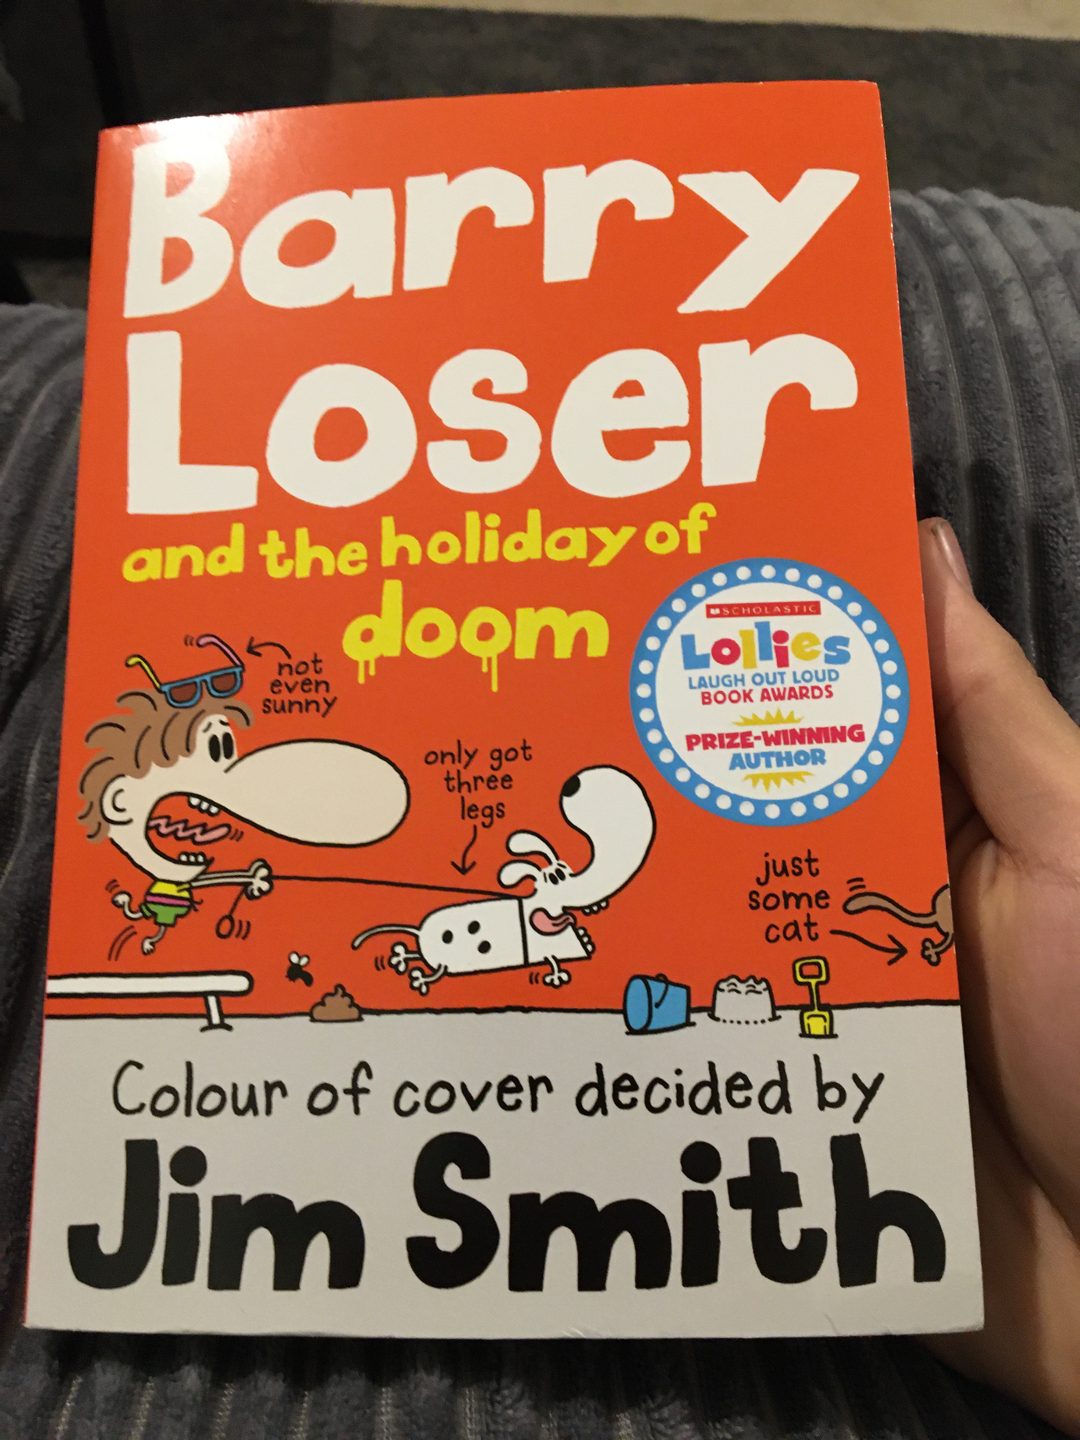 Barry
Loser
and the holiday of
doom
not
even
sunny
only got
three
legs
SCHOLASTIC
Lollies
LAUGH OUT LOUD
BOOK AWARDS
PRIZE-WINNING
AUTHOR
just
some
cat
Colour of cover decided by
Jim Smith